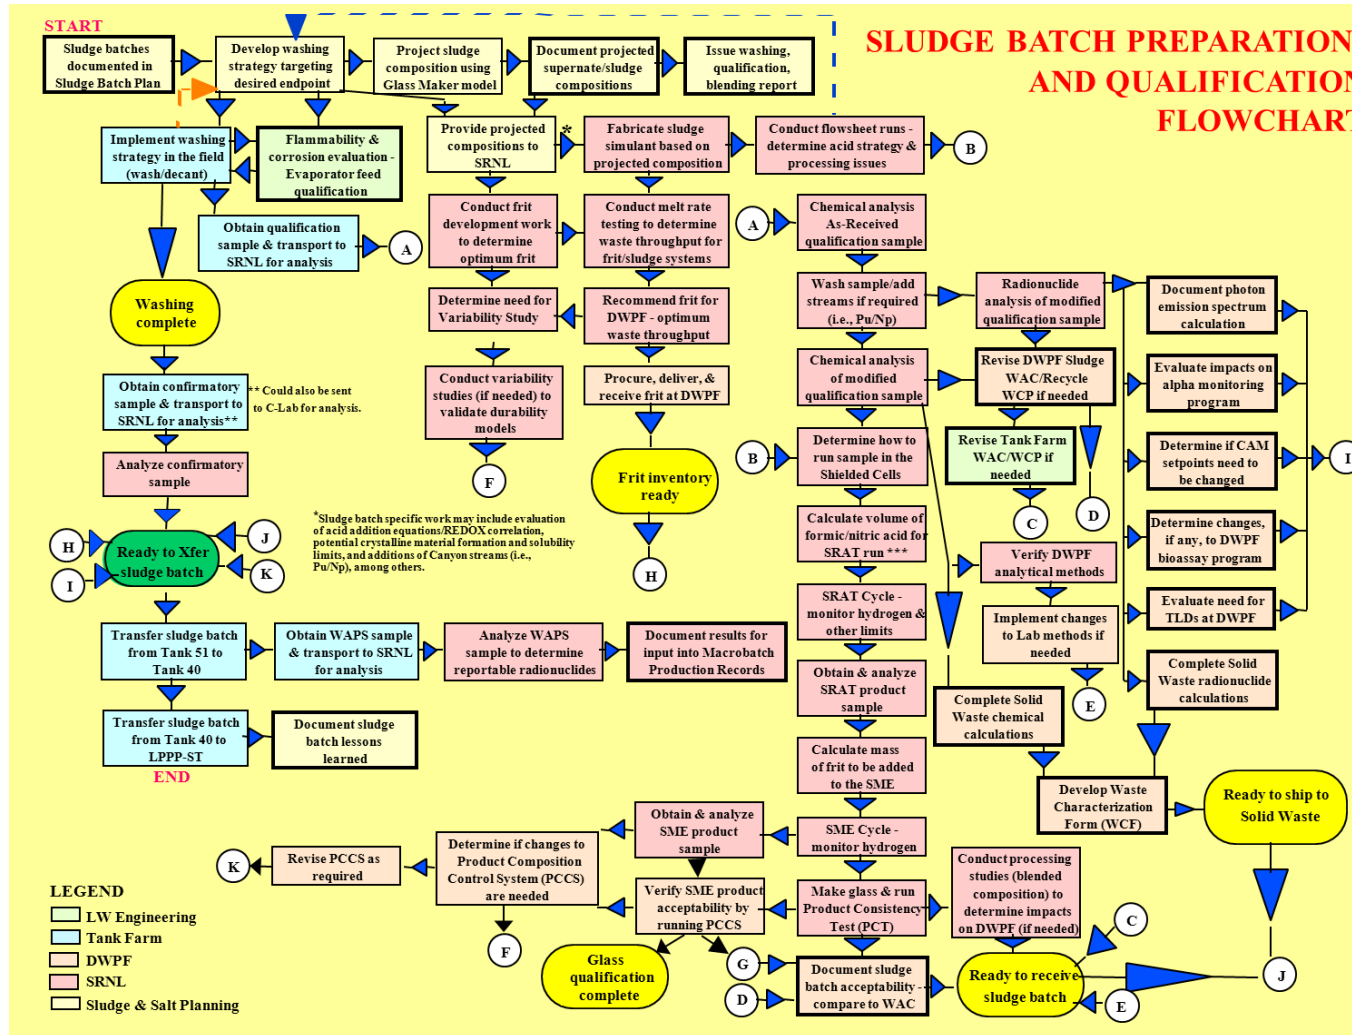 START
SLUDGE BATCH PREPARATION
AND QUALIFICATION
FLOWCHART
Sludge batches
documented in
Sludge Batch Plan
Develop washing
strategy targeting
desired endpoint
Project sludge
composition using
Glass Maker model
Document projected
supernate/sludge
compositions
Issue washing,
qualification,
blending report
Implement washing
strategy in the field
(wash/decant)
Flammability &
corrosion evaluation -
Evaporator feed
qualification
Provide projected
compositions to
SRNL
*
Fabricate sludge
simulant based on
projected composition
Conduct flowsheet runs -
determine acid strategy &
processing issues
B
Obtain qualification
sample & transport to
SRNL for analysis
A
Conduct frit
development work
to determine
optimum frit
Conduct melt rate
testing to determine
waste throughput for
frit/sludge systems
A
Chemical analysis
As-Received
qualification sample
Washing
complete
Determine need for
Variability Study
Recommend frit for
DWPF - optimum
waste throughput
Wash sample/add
streams if required
(i.e., Pu/Np)
Radionuclide
analysis of modified
qualification sample
Document photon
emission spectrum
calculation
Obtain confirmatory
sample & transport to
SRNL for analysis**
** Could also be sent
to C-Lab for analysis.
Conduct variability
studies (if needed) to
validate durability
models
Procure, deliver, &
receive frit at DWPF
Chemical analysis
of modified
qualification sample
Revise DWPF Sludge
WAC/Recycle
WCP if needed
Evaluate impacts on
alpha monitoring
program
Analyze confirmatory
sample
F
Frit inventory
ready
B
Determine how to
run sample in the
Shielded Cells
Revise Tank Farm
WAC/WCP if
needed
Determine if CAM
setpoints need to
be changed
I
C
D
*Sludge batch specific work may include evaluation
of acid addition equations/REDOX correlation,
potential crystalline material formation and solubility
limits, and additions of Canyon streams (i.e.,
Pu/Np), among others.
H
J
Ready to Xfer
sludge batch
I
K
H
Calculate volume of
formic/nitric acid for
SRAT run ***
Verify DWPF
analytical methods
Determine changes,
if any, to DWPF
bioassay program
SRAT Cycle -
monitor hydrogen &
other limits
Implement changes
to Lab methods if
needed
Evaluate need for
TLDs at DWPF
Transfer sludge batch
from Tank 51 to
Tank 40
Obtain WAPS sample
& transport to SRNL
for analysis
Analyze WAPS
sample to determine
reportable radionuclides
Document results for
input into Macrobatch
Production Records
Obtain & analyze
SRAT product
sample
E
Complete Solid
Waste radionuclide
calculations
Transfer sludge batch
from Tank 40 to
LPPP-ST
END
Document sludge
batch lessons
learned
Complete Solid
Waste chemical
calculations
Calculate mass
of frit to be added
to the SME
Develop Waste
Characterization
Form (WCF)
Ready to ship to
Solid Waste
Obtain & analyze
SME product
sample
SME Cycle -
monitor hydrogen
K
Revise PCCS as
required
Determine if changes to
Product Composition
Control System (PCCS)
are needed
Verify SME product
acceptability by
running PCCS
Make glass & run
Product Consistency
Test (PCT)
Conduct processing
studies (blended
composition) to
determine impacts
on DWPF (if needed)
C
F
Glass
qualification
complete
G
D
Document sludge
batch acceptability -
compare to WAC
Ready to receive
sludge batch
E
J
LEGEND
LW Engineering
Tank Farm
DWPF
SRNL
Sludge & Salt Planning